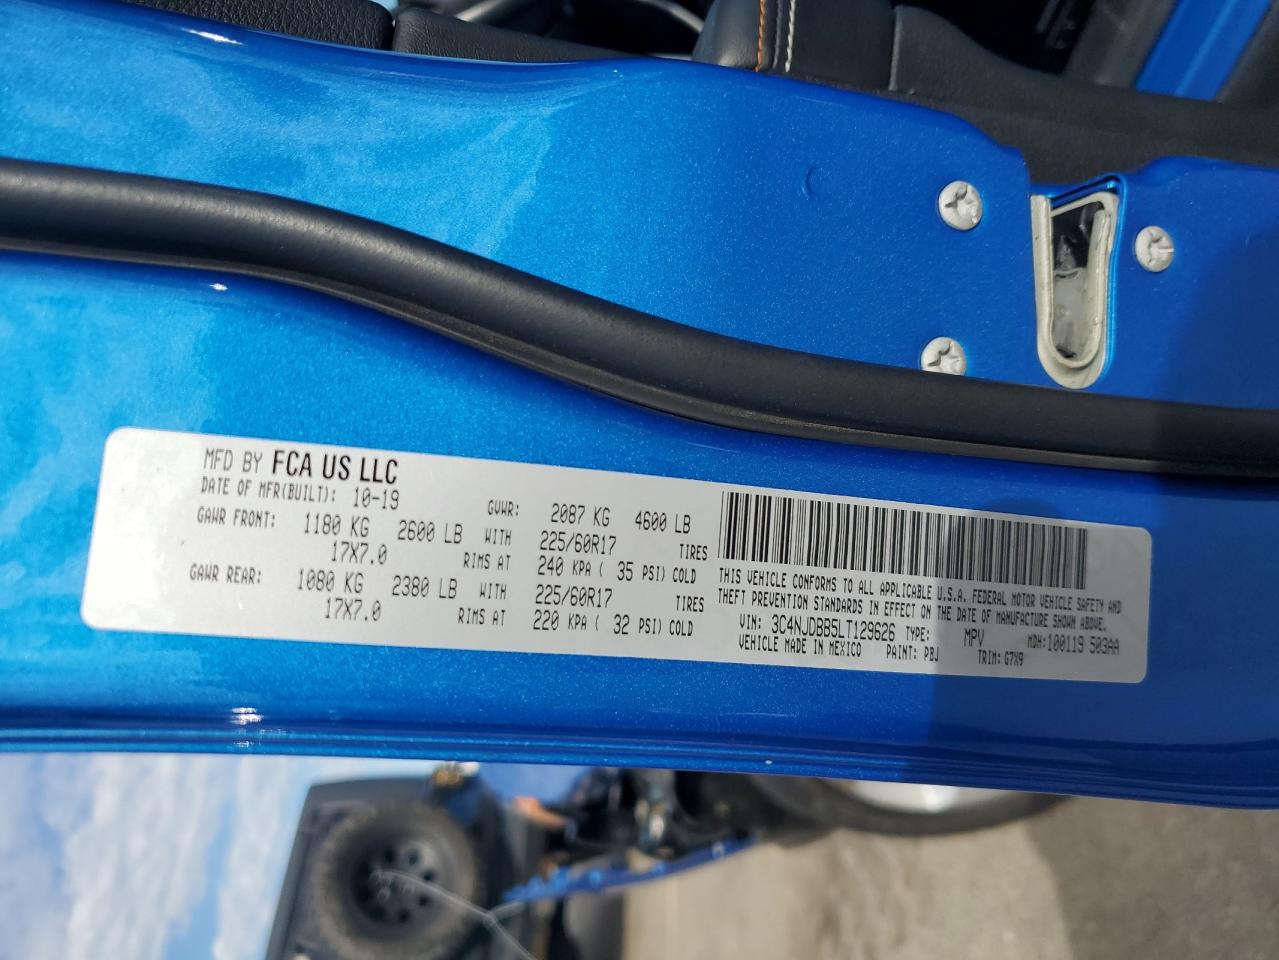 MFD BY FCA US LLC
DATE OF MFR(BUILT): 10-19 GVWR: 2087 KG 4600 LB
GAWR FRONT: 1180 KG 2600 LB WITH 225/60R17 TIRES
17X7.0 RIMS AT 240 KPA ( 35 PSI) COLD
GAWR REAR: 1080 KG 2380 LB WITH 225/60R17 TIRES
17X7.0 RIMS AT 220 KPA ( 32 PSI) COLD
THIS VEHICLE CONFORMS TO ALL APPLICABLE U.S.A. FEDERAL MOTOR VEHICLE SAFETY AND
THEFT PREVENTION STANDARDS IN EFFECT ON THE DATE OF MANUFACTURE SHOWN ABOVE.
VIN: 3C4NJDBB5LT129626 TYPE: MPV MDH:100119 503AA
VEHICLE MADE IN MEXICO PAINT: PBJ TRIM: G7X9